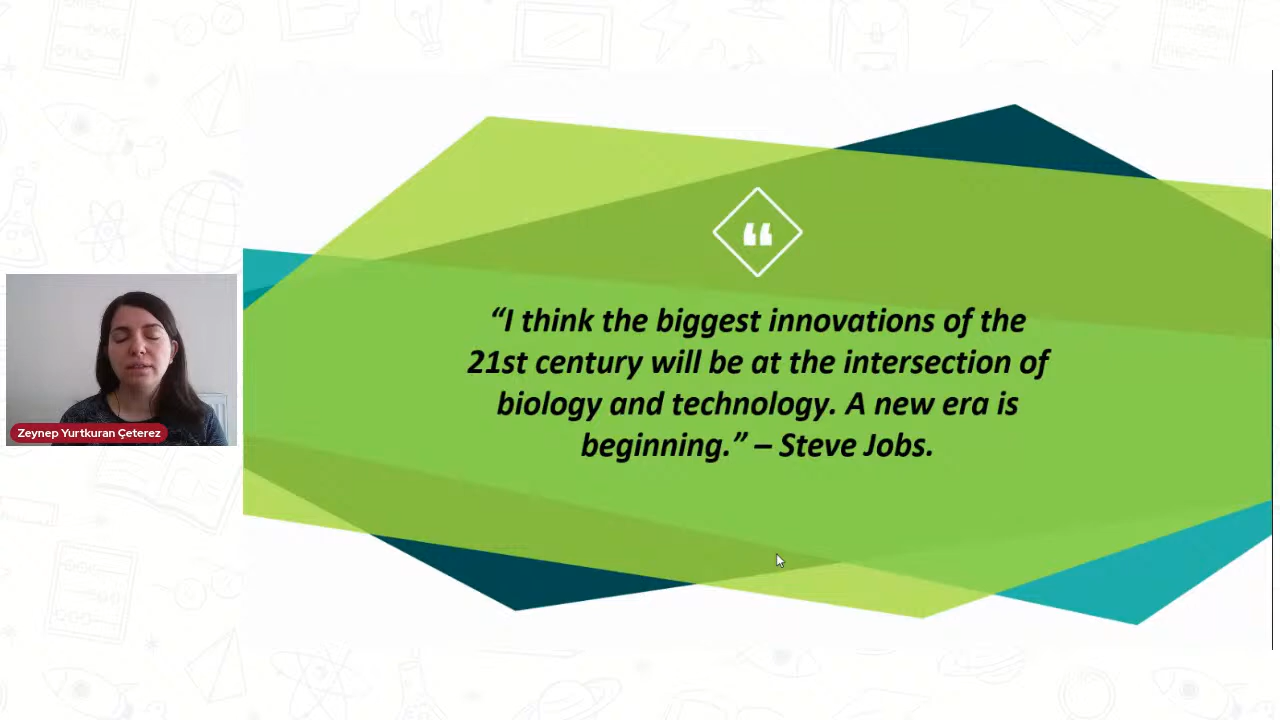 “
“I think the biggest innovations of the
21st century will be at the intersection of
biology and technology. A new era is
beginning.” – Steve Jobs.
Zeynep Yurtkuran Çeterez